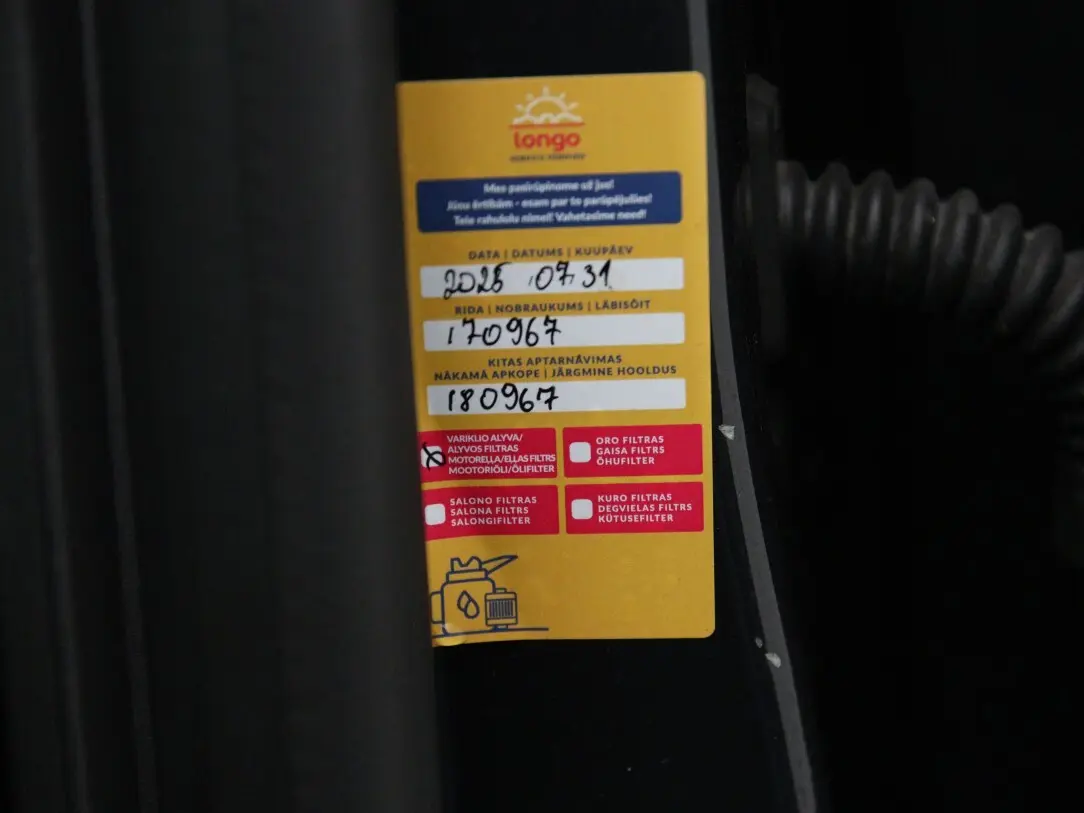 longo
Mes pasirūpinome už jus!
Jūsu ērtībām - esam par to parūpējušies!
Teie rahulolu nimel! Vahetasime need!
DATA | DATUMS | KUUPÄEV
2025 07 31
RIDA | NOBRAUKUMS | LÄBISÕIT
170967
KITAS APTARNAVIMAS
NĀKAMĀ APKOPE | JÄRGMINE HOOLDUS
180967
VARIKLIO ALYVA/
ALYVOS FILTRAS
MOTOREĻĻA/EĻĻAS FILTRS
MOOTORIÕLI/ÕLIFILTER
ORO FILTRAS
GAISA FILTRS
ÕHUFILTER
SALONO FILTRAS
SALONA FILTRS
SALONGIFILTER
KURO FILTRAS
DEGVIELAS FILTRS
KÜTUSEFILTER